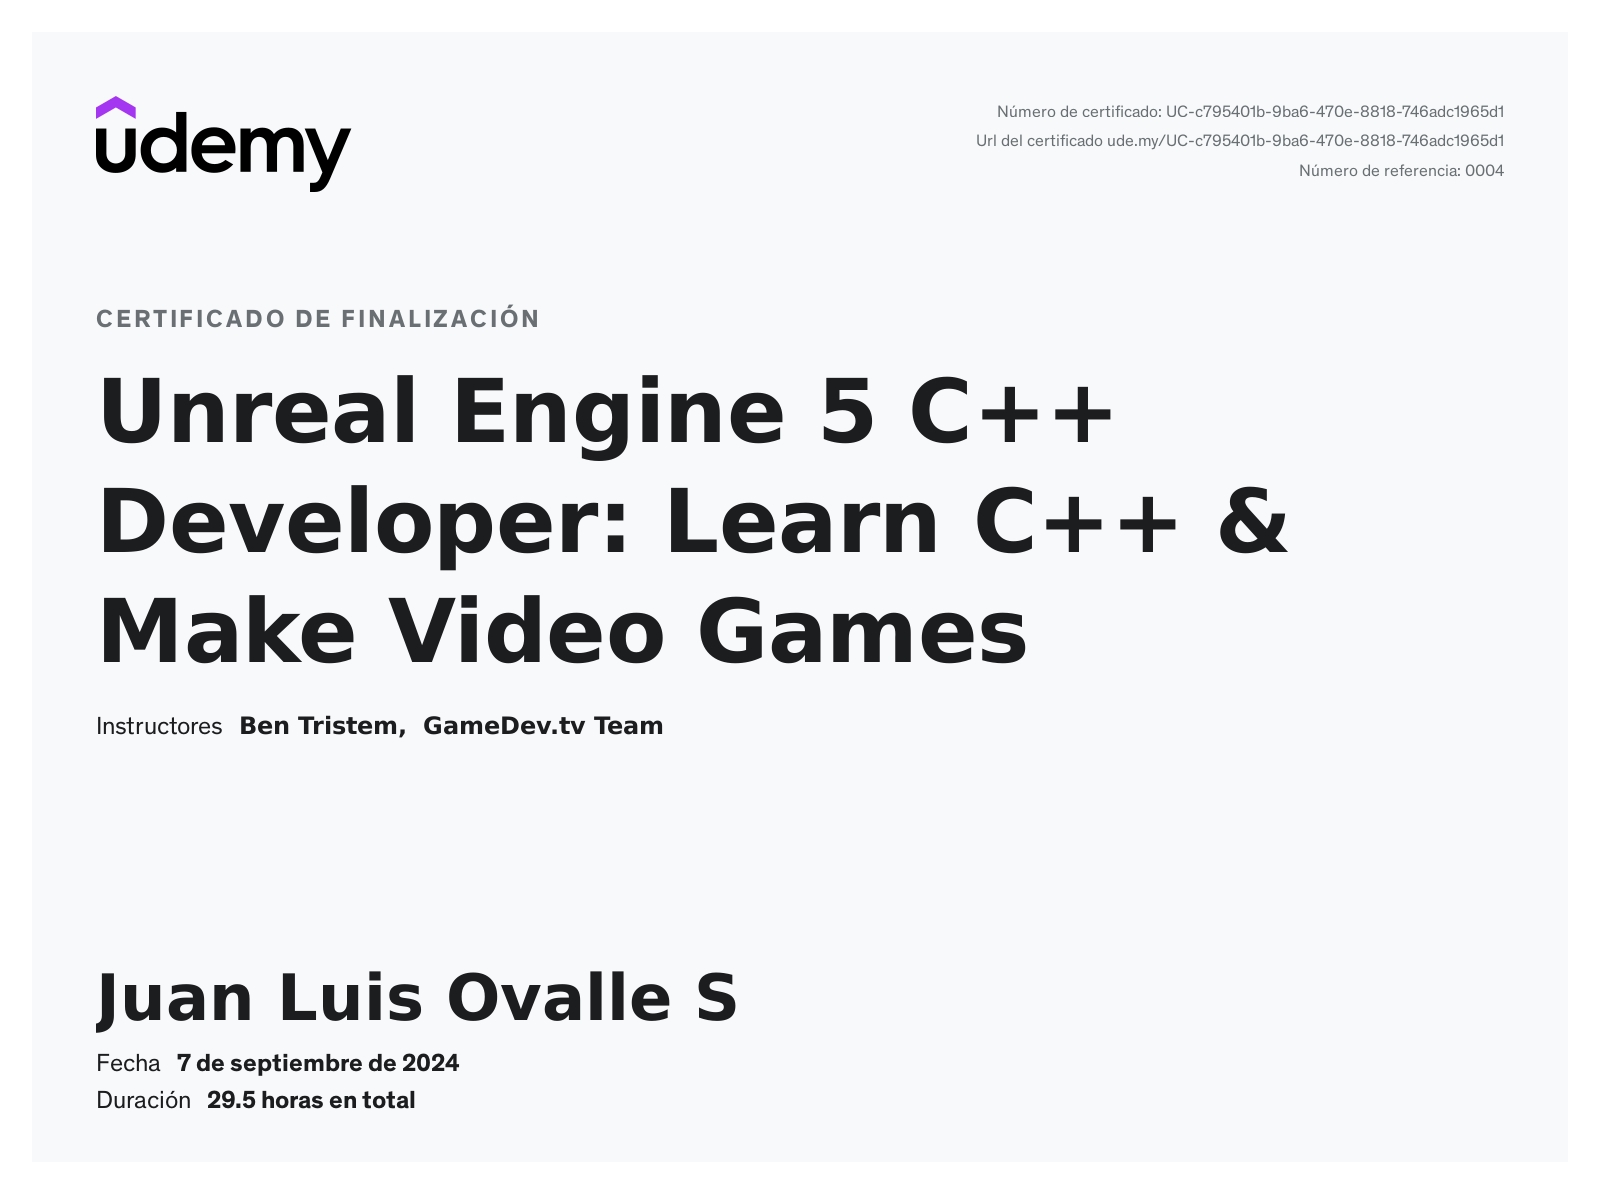 udemy
Número de certificado: UC-c795401b-9ba6-470e-8818-746adc1965d1
Url del certificado ude.my/UC-c795401b-9ba6-470e-8818-746adc1965d1
Número de referencia: 0004
CERTIFICADO DE FINALIZACIÓN
Unreal Engine 5 C++
Developer: Learn C++ &
Make Video Games
Instructores Ben Tristem, GameDev.tv Team
Juan Luis Ovalle S
Fecha 7 de septiembre de 2024
Duración 29.5 horas en total